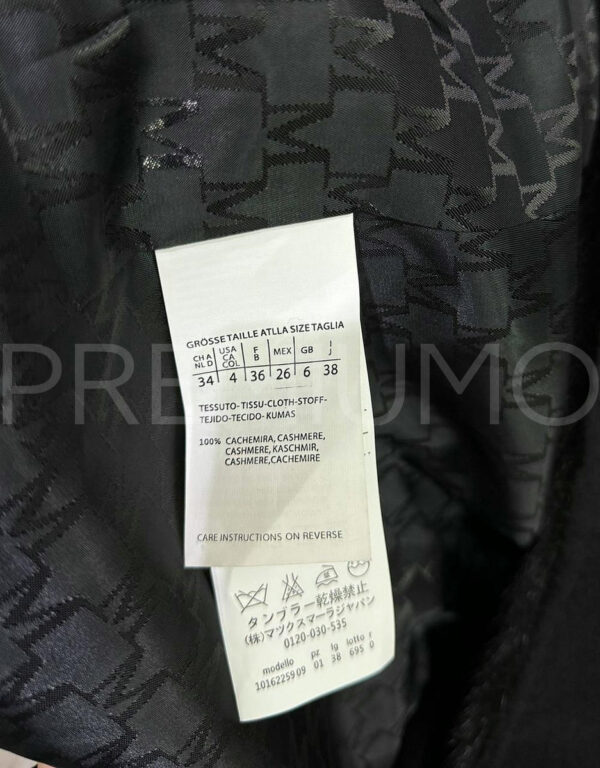 GRÖSSETAILLE ATLLA SIZE TAGLIA
CH A USA F MEX GB I
NL D CA B J
COL
34 4 36 26 6 38
TESSUTO-TISSU-CLOTH-STOFF-
TEJIDO-TECIDO-KUMAS
100% CACHEMIRA, CASHMERE,
CASHMERE, KASCHMIR,
CASHMERE,CACHEMIRE
CARE INSTRUCTIONS ON REVERSE
タンブラー乾燥禁止
(株)マックスマーラジャパン
0120-030-535
modello pz lg lotto r
1016225909 01 38 695 0